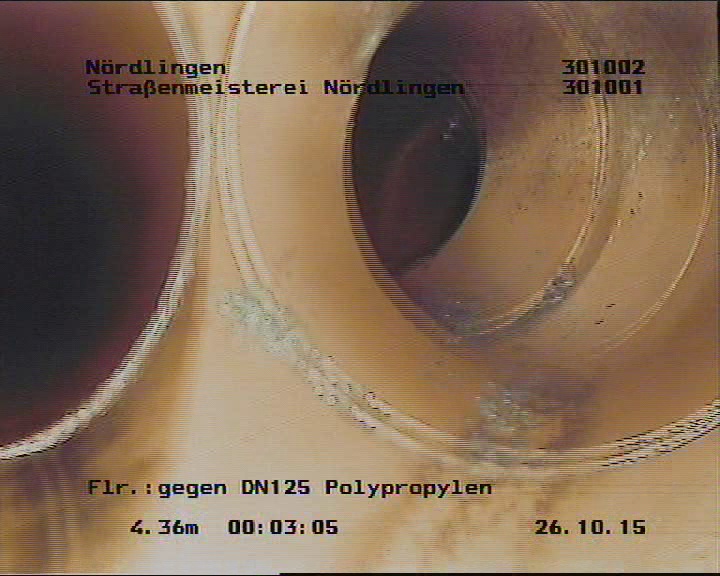 Nördlingen 301002
Straßenmeisterei Nördlingen 301001
Flr.:gegen DN125 Polypropylen
4.36m 00:03:05 26.10.15